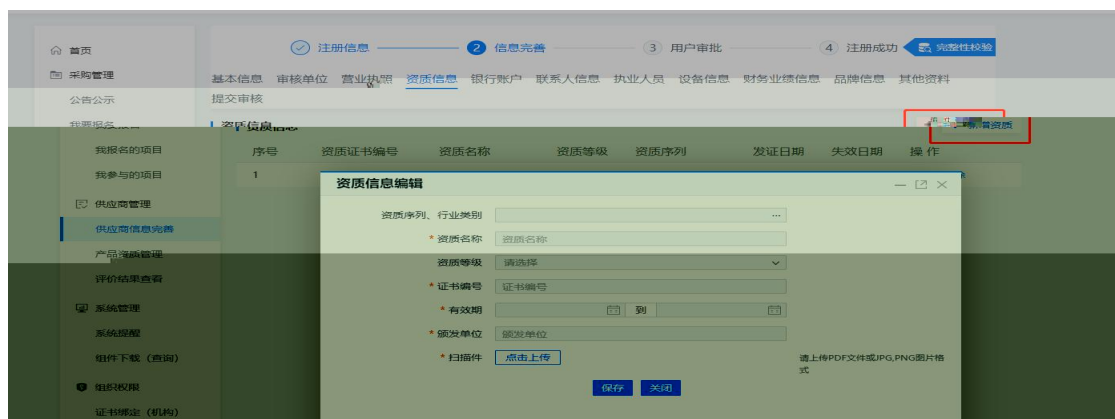 首页
注册信息
2 信息完善
3 用户审批
4 注册成功
完整性校验
采购管理
基本信息 审核单位 营业执照 资质信息 银行账户 联系人信息 执业人员 设备信息 财务业绩信息 品牌信息 其他资料
提交审核
公告公示
资质信息
我报名的项目
序号 资质证书编号 资质名称 资质等级 资质序列 发证日期 失效日期 操作
我参与的项目
1
资质信息编辑
供应商管理
资质序列、行业类别 ...
供应商信息完善
* 资质名称 资质名称
产品资质管理
资质等级 请选择
评价结果查看
* 证书编号 证书编号
系统管理
* 有效期 到
系统提醒
* 颁发单位 颁发单位
组件下载（查询）
* 扫描件 点击上传 请上传PDF文件或JPG,PNG图片格
式
组织权限
保存 关闭
证书绑定（机构）